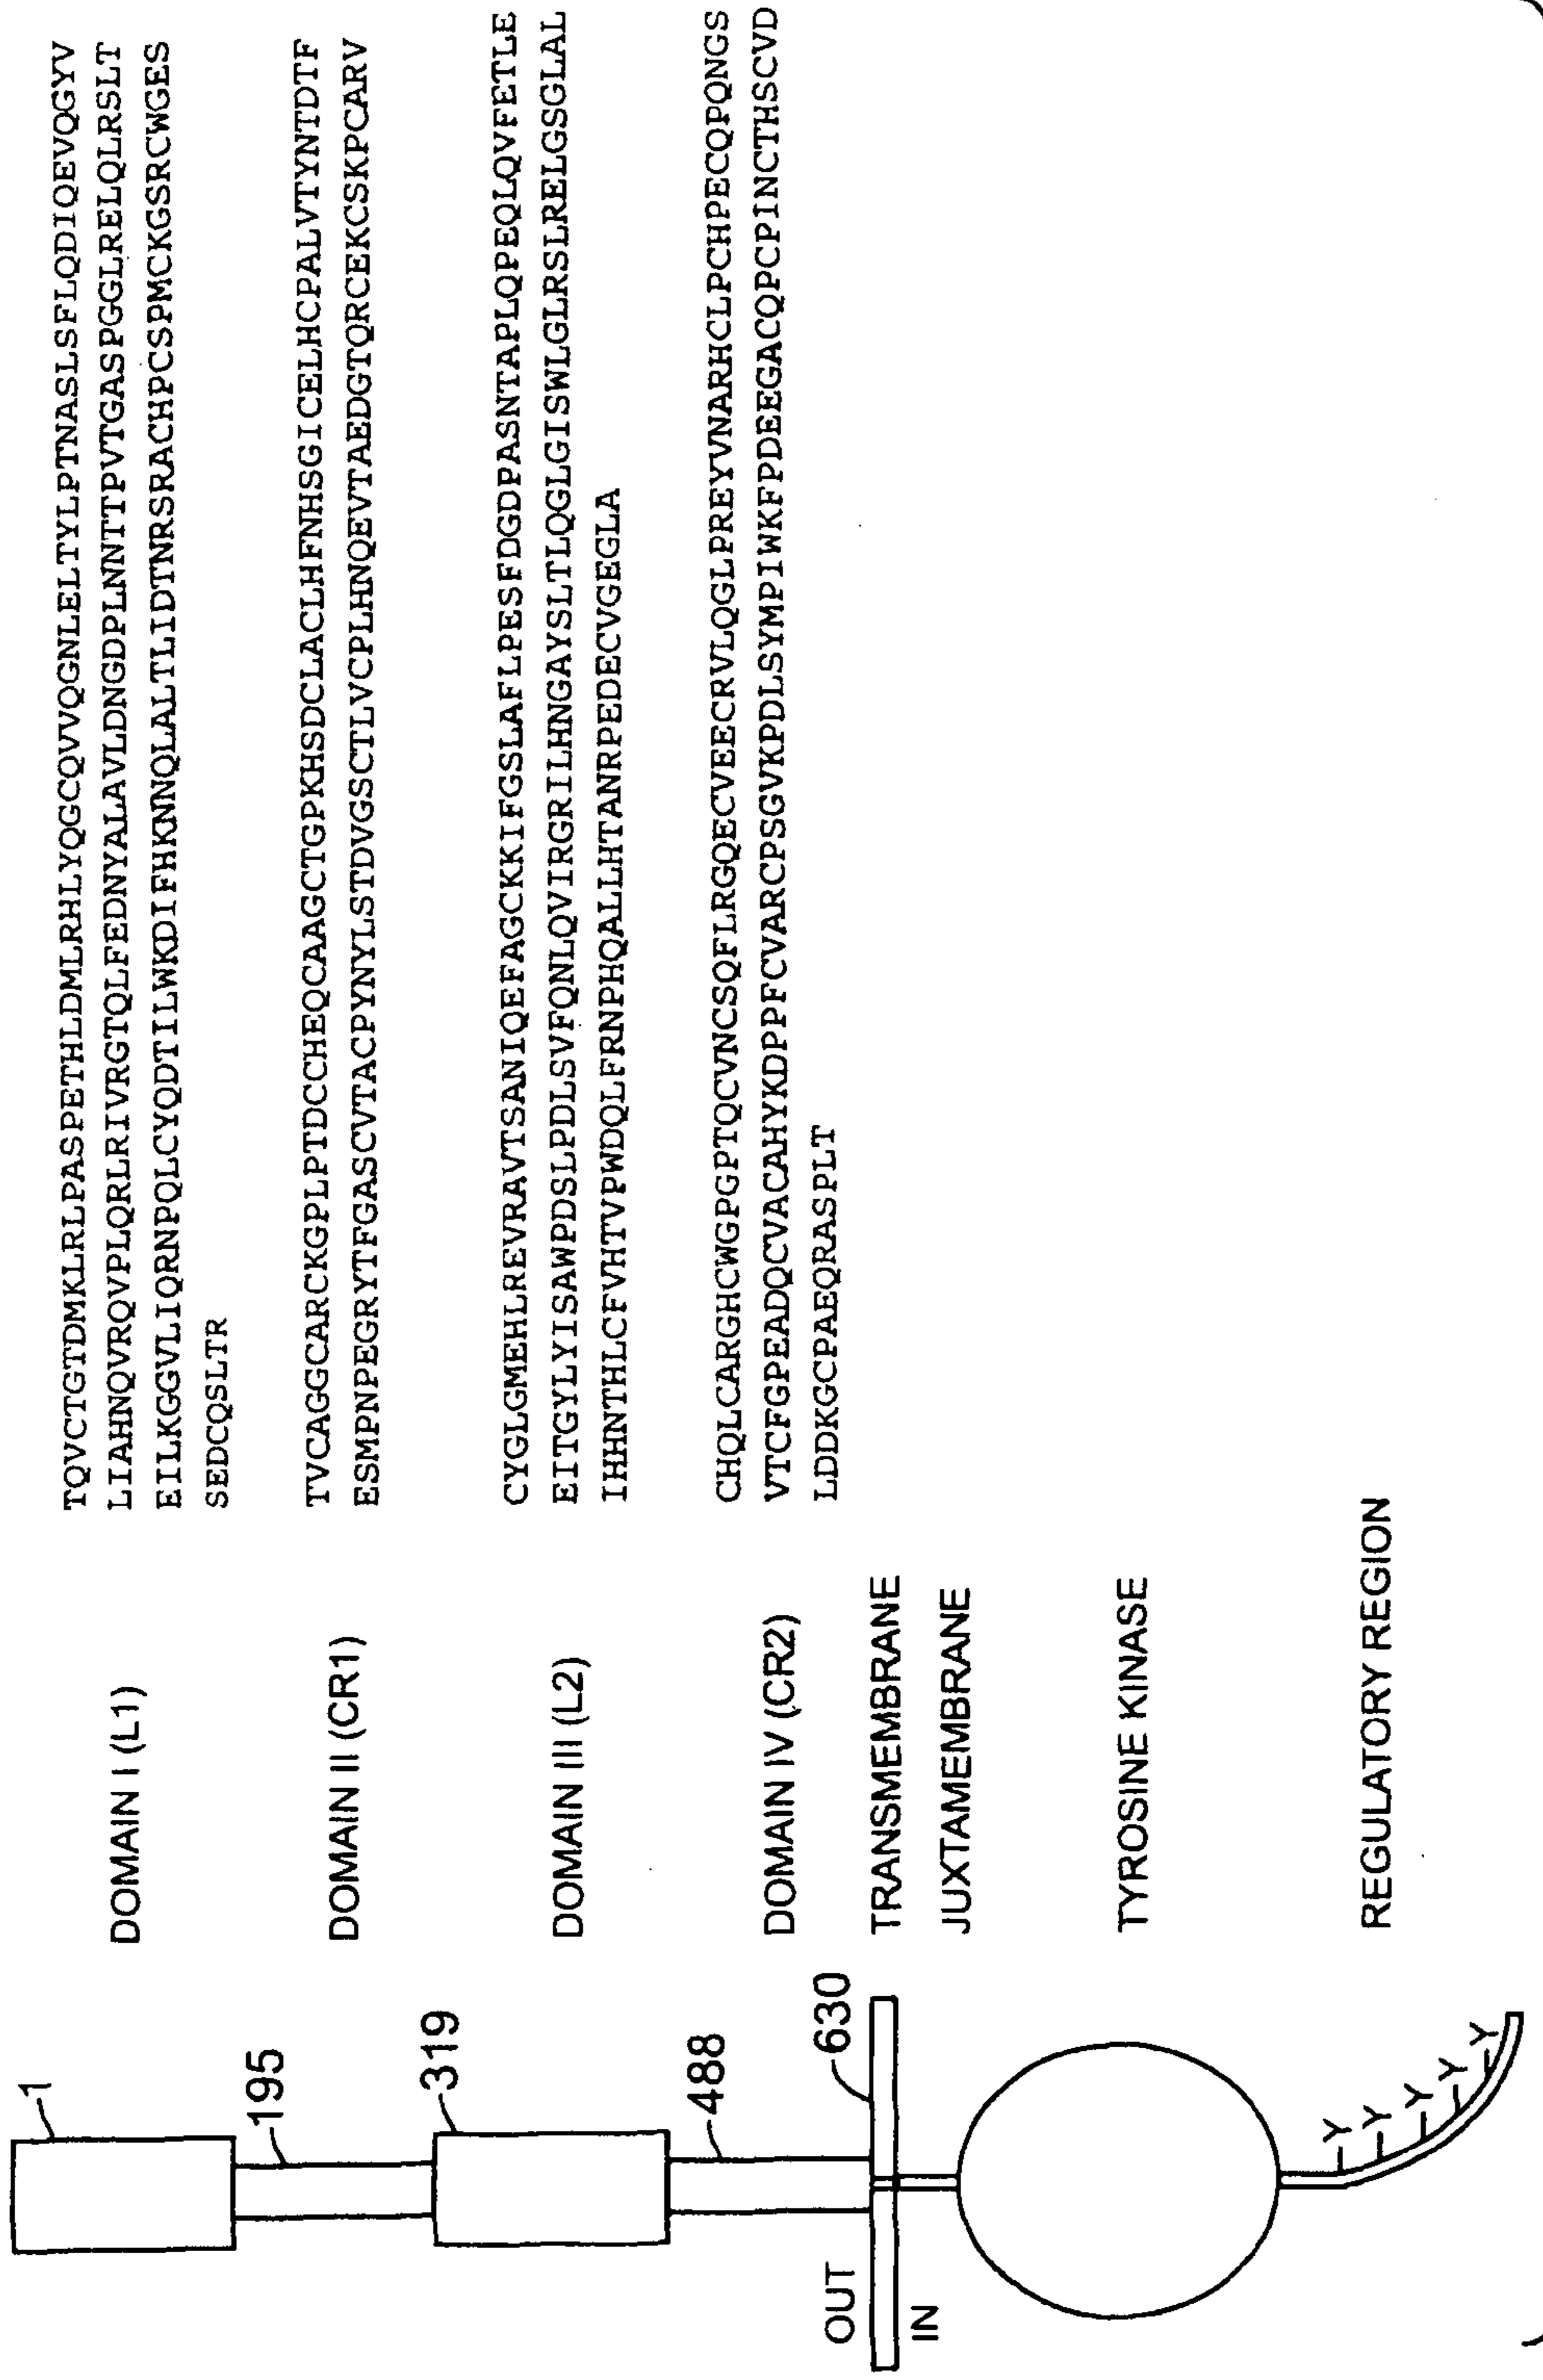 1
195
319
488
630
OUT
IN
Y
Y
Y
Y
Y
DOMAIN I (L1)
TQVCTGTDMKLRLPASPETHLDMLRHLYQGCQVVQGNLELTYLPTNASLSFLQDIQEVQGYV
LIAHNQVRQVPLQRLRIVRGTQLFEDNYALAVLDNGDPLNNTTPVTGASPGGLRELQLRSLT
EILKGGVLIQRNPQLCYQDTILWKDIFHKNNQLALTLIDTNRSRACHPCSPMCKGSRCWGES
SEDCQSLTR
DOMAIN II (CR1)
TVCAGGCARCKGPLPTDCCHEQCAAGCTGPKHSDCLACLHFNHSGICELHCPALVTYNTDTF
ESMPNPEGRYTFGASCVTACPYNYLSTDVGSCTLVCPLHNQEVTAEDGTQRCEKCSKPCARV
DOMAIN III (L2)
CYGLGMEHLREVRAVTSANIQEFAGCKKIFGSLAFLPESFDGDPASNTAPLQPEQLQVFETLE
EITGYLYISAWPDSLPDLSVFQNLQVIRGRILHNGAYSLTLQGLGISWLGLRSLRELGSGLAL
IHHNTHLCFVHTVPWDQLFRNPHQALLHTANRPEDECVGEGLA
DOMAIN IV (CR2)
CHQLCARGHCWGPGPTQCVNCSQFLRGQECVEECRVLQGLPREYVNARHCLPCHPECQPQNGS
VTCFGPEADQCVACAHYKDPPFCVARCPSGVKPDLSYMPIWKFPDEEGACQPCPINCTHSCVD
LDDKGCPAEQRASPLT
TRANSMEMBRANE
JUXTAMEMBRANE
TYROSINE KINASE
REGULATORY REGION